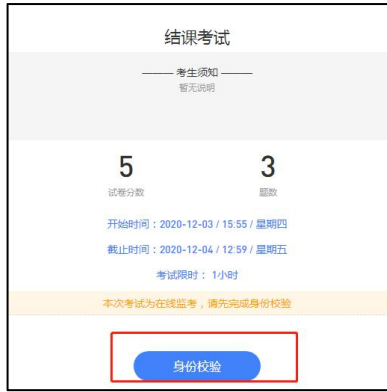 结课考试
考生须知
暂无说明
5 3
试卷分数 题数
开始时间：2020-12-03 / 15:55 / 星期四
截止时间：2020-12-04 / 12:59 / 星期五
考试限时： 1小时
本次考试为在线监考，请先完成身份校验
身份校验